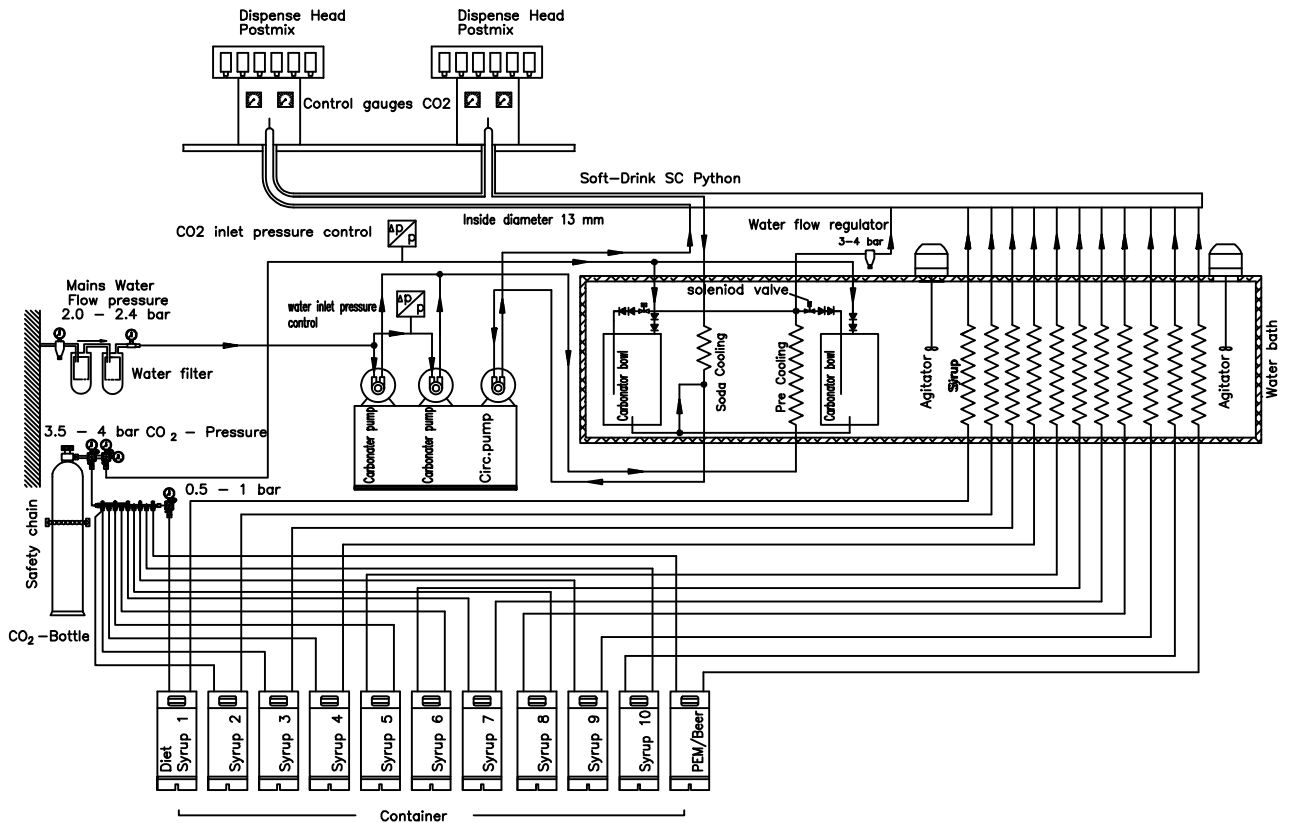 Dispense Head
Postmix
Dispense Head
Postmix
Control gauges CO2
Soft-Drink SC Python
Inside diameter 13 mm
CO2 inlet pressure control
Δp
p
Water flow regulator
3-4 bar
Mains Water
Flow pressure
2.0 - 2.4 bar
water inlet pressure
control
Δp
p
soleniod valve
Water filter
Carbonator bowl
Soda Cooling
Pre Cooling
Carbonator bowl
Agitator
Syrup
Agitator
Water bath
Carbonater pump
Carbonater pump
Circ.pump
3.5 - 4 bar CO2 - Pressure
0.5 - 1 bar
Safety chain
CO2-Bottle
Diet
Syrup 1
Syrup 2
Syrup 3
Syrup 4
Syrup 5
Syrup 6
Syrup 7
Syrup 8
Syrup 9
Syrup 10
PEM/Beer
Container